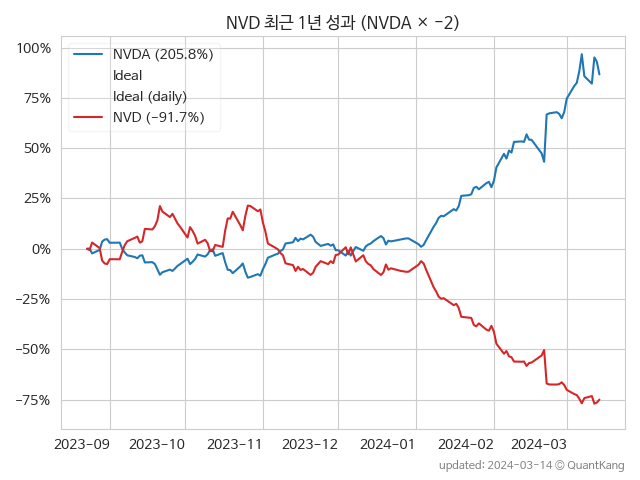 NVD 최근 1년 성과 (NVDA × −2)
NVDA (205.8%)
Ideal
Ideal (daily)
NVD (−91.7%)
100%
75%
50%
25%
0%
−25%
−50%
−75%
2023−09 2023−10 2023−11 2023−12 2024−01 2024−02 2024−03
updated: 2024−03−14 © QuantKang